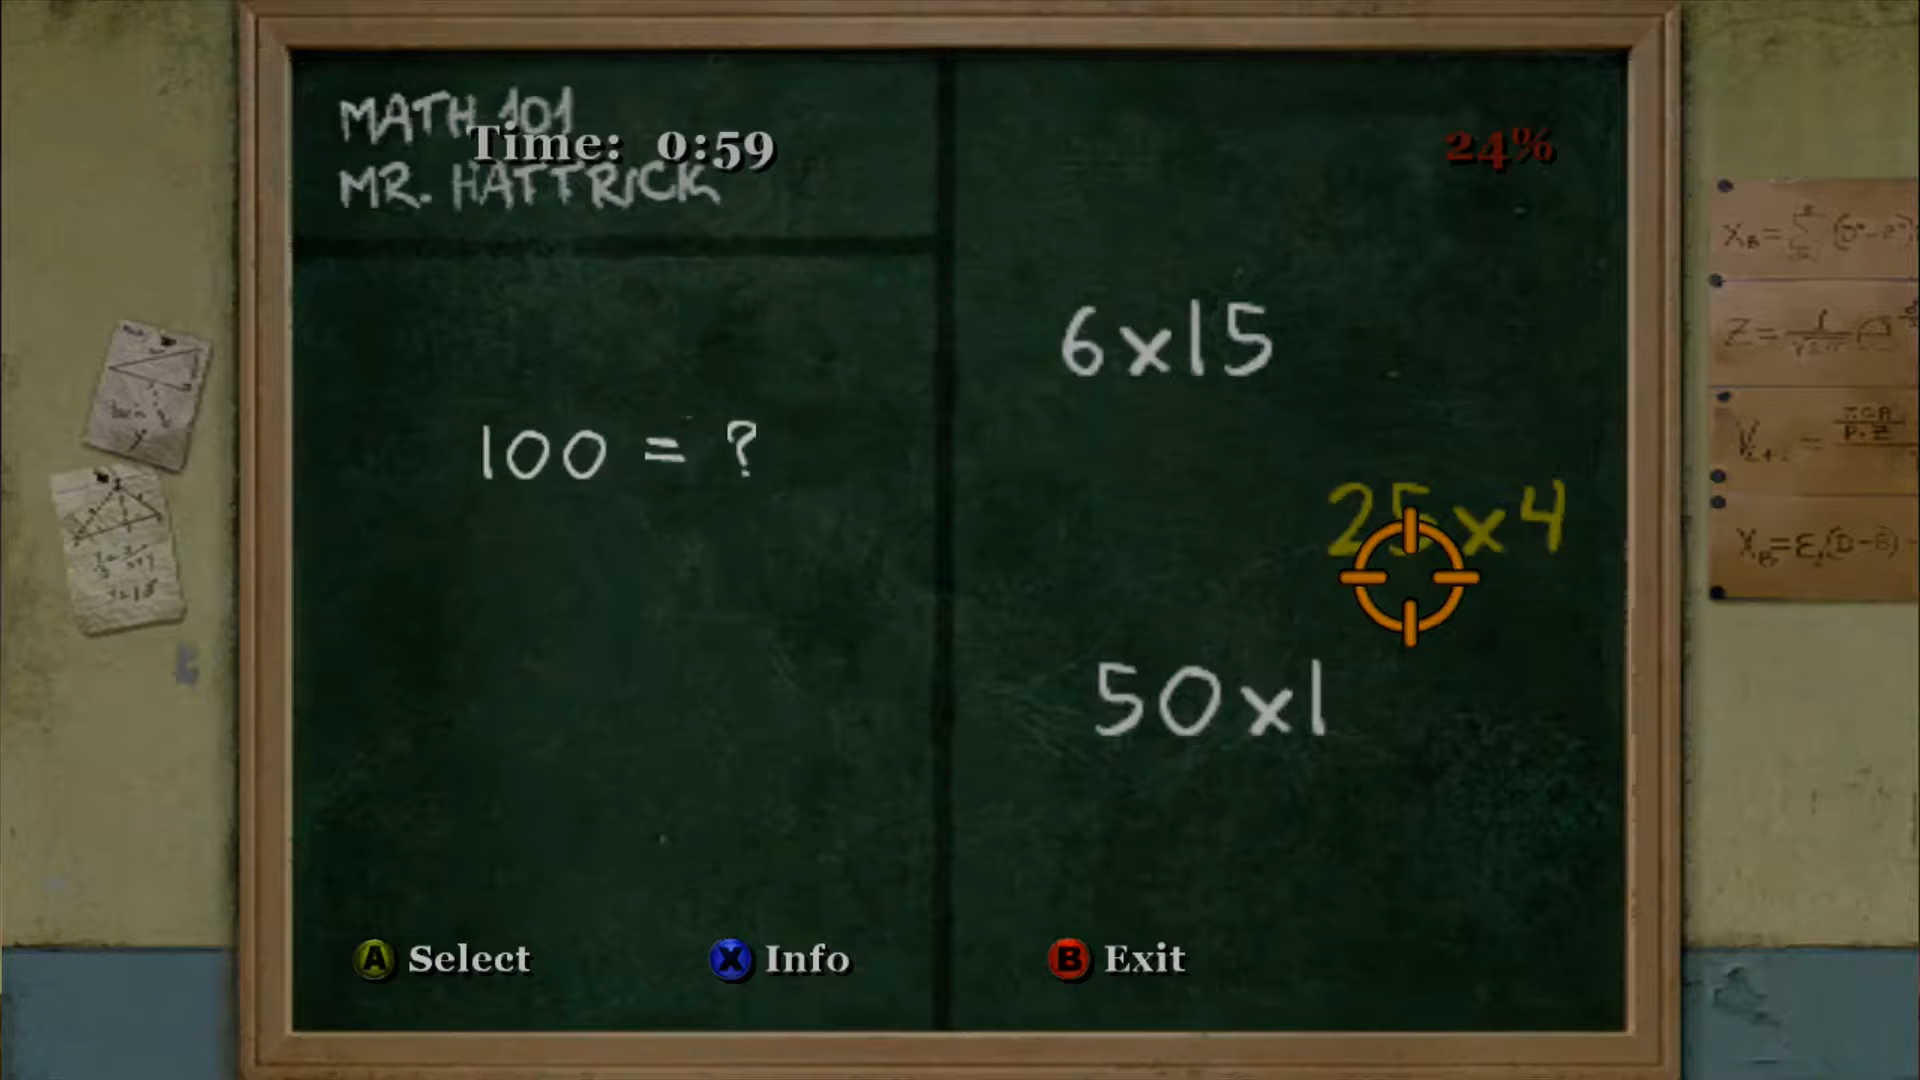 MATH 101
Time: 0:59
24%
MR. HATTRICK
100 = ?
6x15
25x4
50x1
A Select
X Info
B Exit